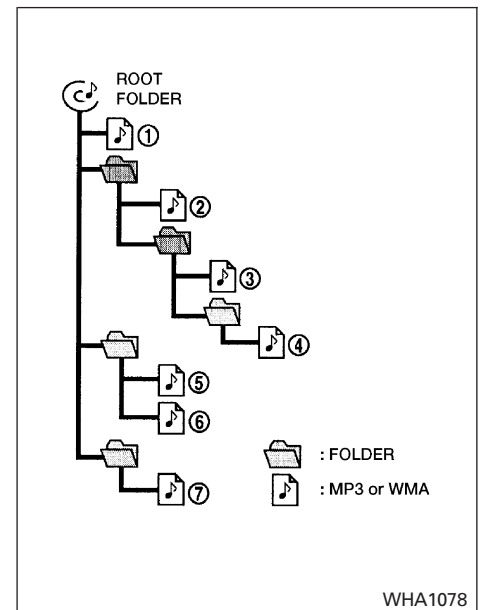 ROOT
FOLDER
①
②
③
④
⑤
⑥
⑦
: FOLDER
: MP3 or WMA
WHA1078